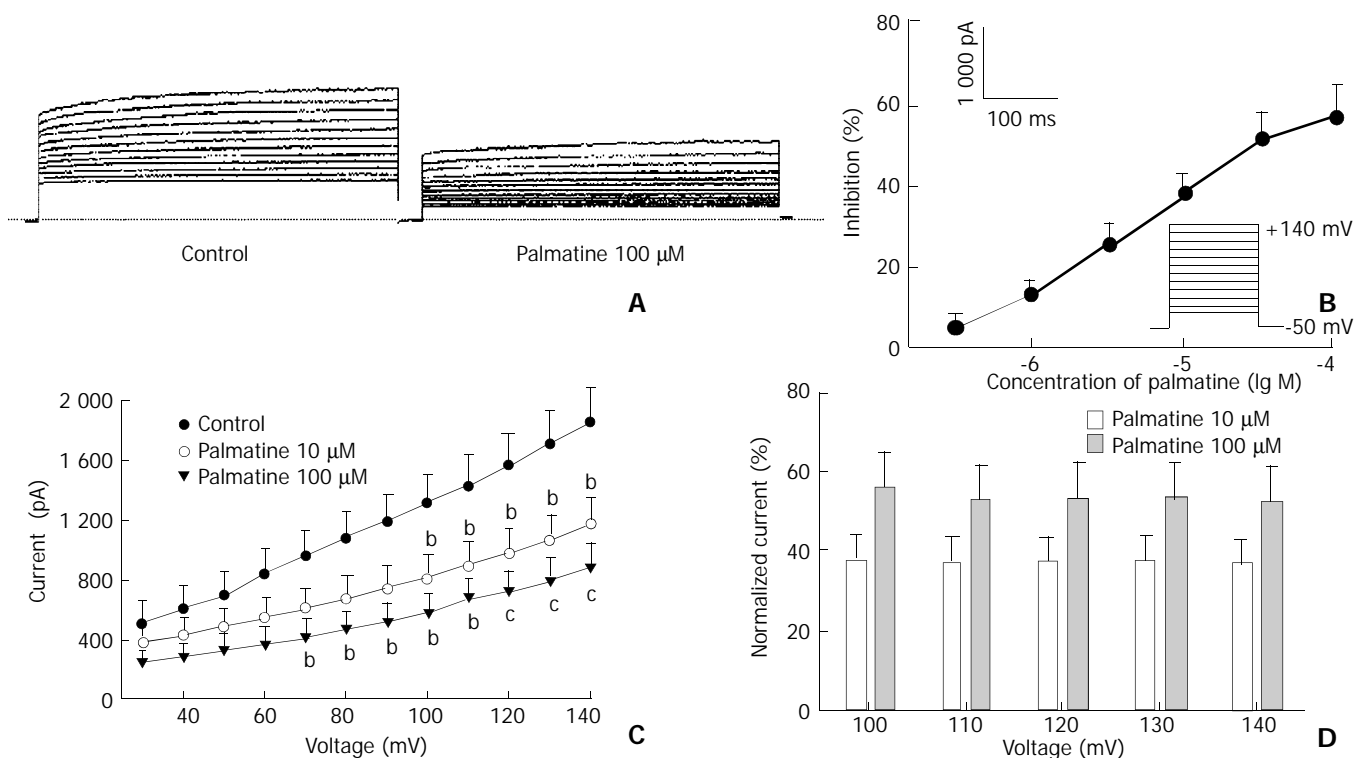 Control
Palmatine 100 μM
A
80
60
40
20
0
Inhibition (%)
1 000 pA
100 ms
+140 mV
-50 mV
B
-6
-5
-4
Concentration of palmatine (lg M)
2 000
1 600
1 200
800
400
0
Current (pA)
Control
Palmatine 10 μM
Palmatine 100 μM
b
b
b
b
b
b
b
b
b
b
c
c
c
40
60
80
100
120
140
Voltage (mV)
C
80
60
40
20
0
Normalized current (%)
Palmatine 10 μM
Palmatine 100 μM
100
110
120
130
140
Voltage (mV)
D